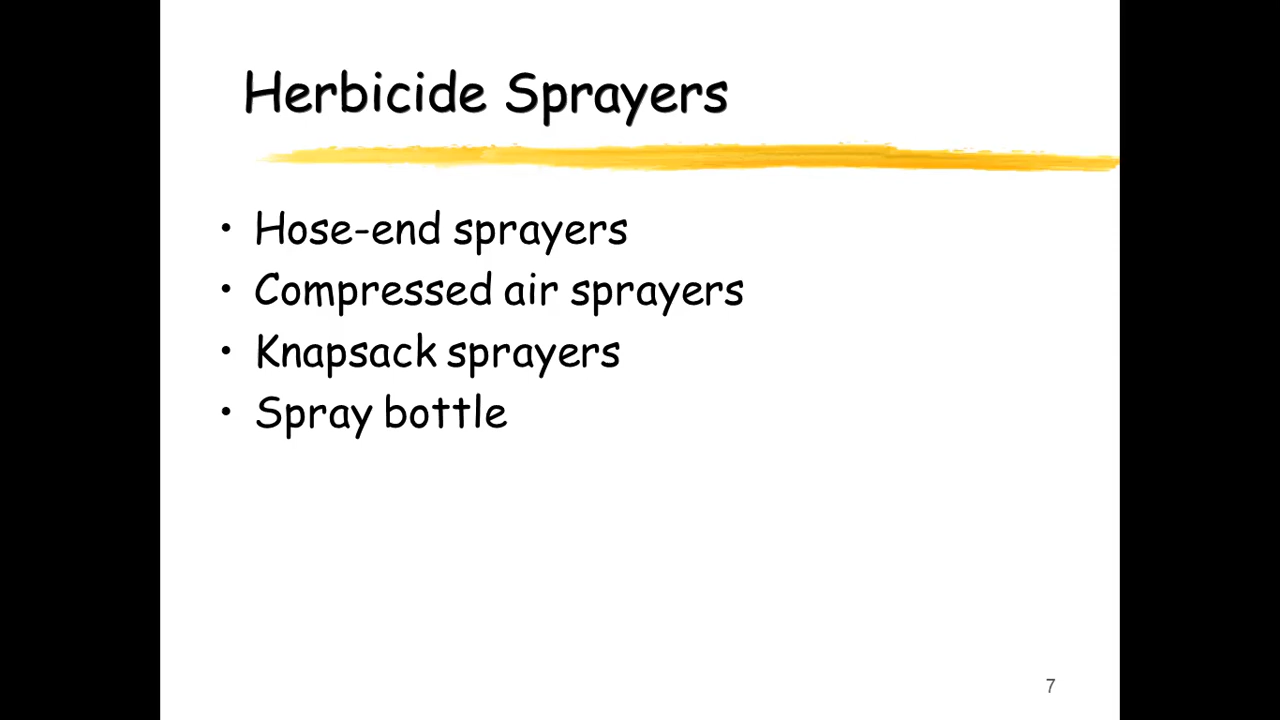 Herbicide Sprayers
• Hose-end sprayers
• Compressed air sprayers
• Knapsack sprayers
• Spray bottle
7